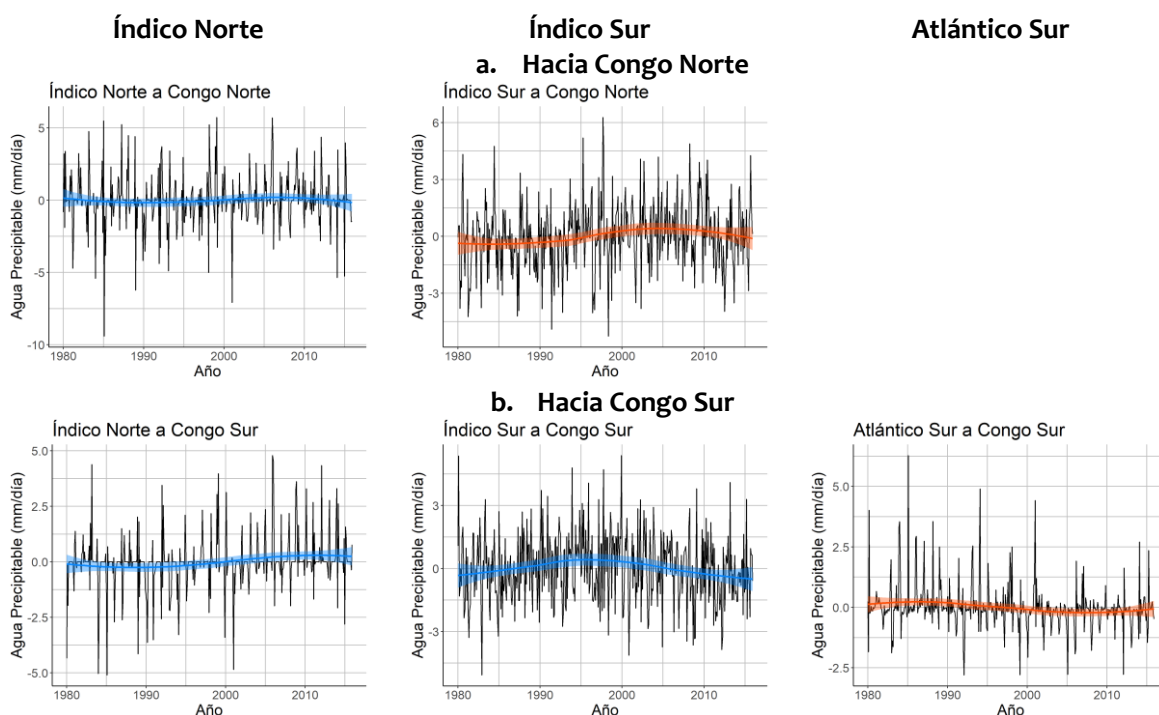 Índico Norte
Índico Sur
Atlántico Sur
a. Hacia Congo Norte
Índico Norte a Congo Norte
Agua Precipitable (mm/día)
5
0
-5
-10
1980 1990 2000 2010
Año
Índico Sur a Congo Norte
Agua Precipitable (mm/día)
6
3
0
-3
1980 1990 2000 2010
Año
b. Hacia Congo Sur
Índico Norte a Congo Sur
Agua Precipitable (mm/día)
5.0
2.5
0.0
-2.5
-5.0
1980 1990 2000 2010
Año
Índico Sur a Congo Sur
Agua Precipitable (mm/día)
3
0
-3
1980 1990 2000 2010
Año
Atlántico Sur a Congo Sur
Agua Precipitable (mm/día)
5.0
2.5
0.0
-2.5
1980 1990 2000 2010
Año